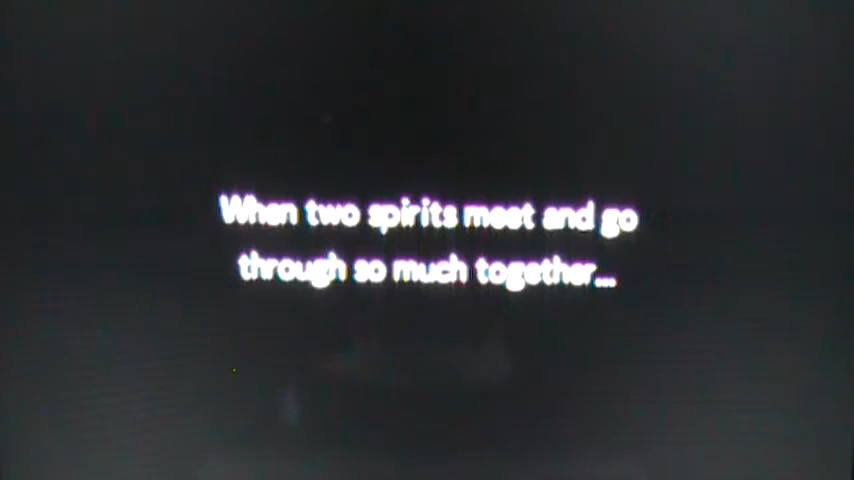 When two spirits meet and go
through so much together...